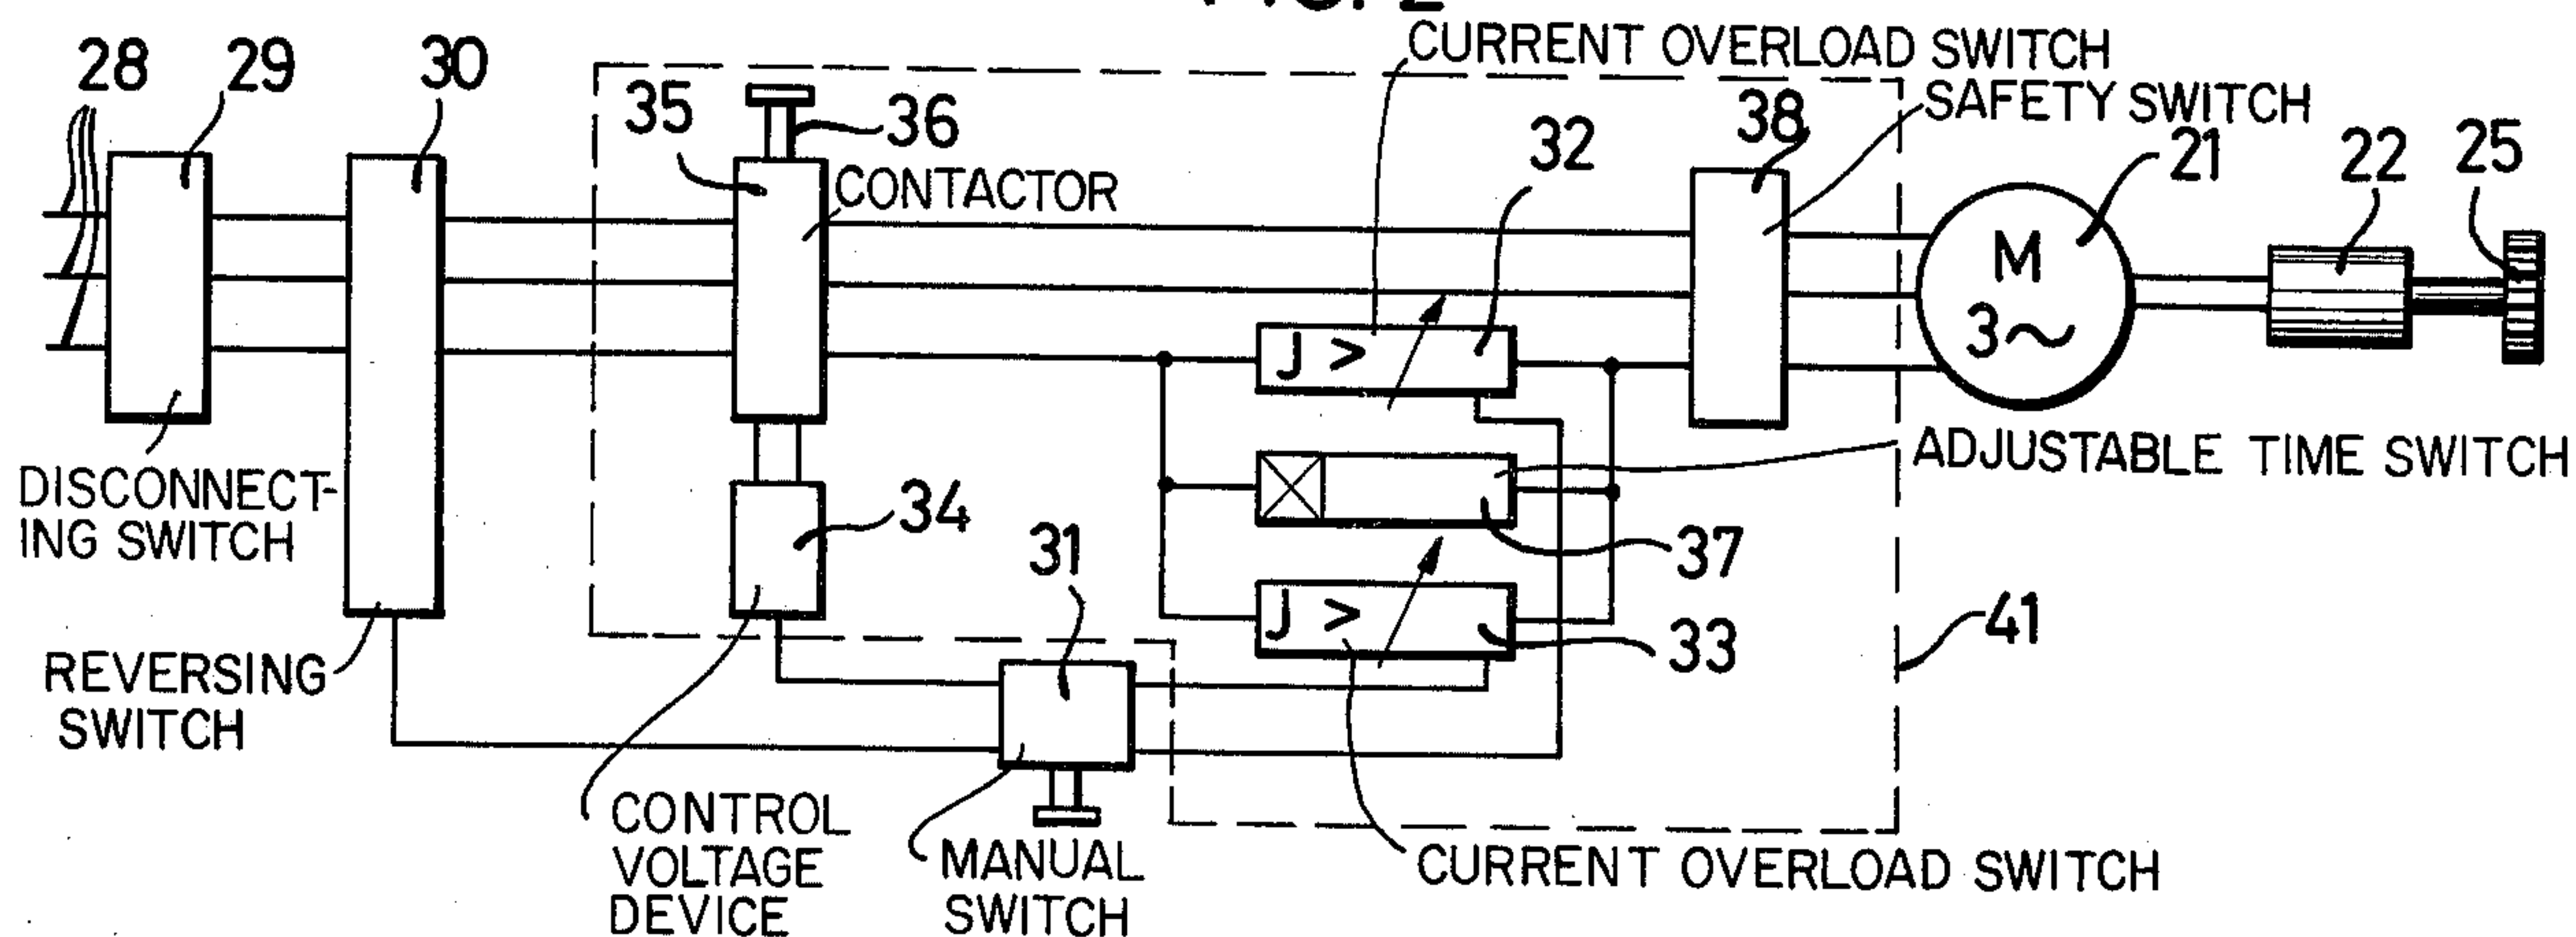 CURRENT OVERLOAD SWITCH
28
29
30
35
36
38
SAFETY SWITCH
32
21
22
25
CONTACTOR
M
3~
J >
DISCONNECT-
ING SWITCH
34
31
ADJUSTABLE TIME SWITCH
37
J >
33
41
REVERSING
SWITCH
CONTROL
VOLTAGE
DEVICE
MANUAL
SWITCH
CURRENT OVERLOAD SWITCH